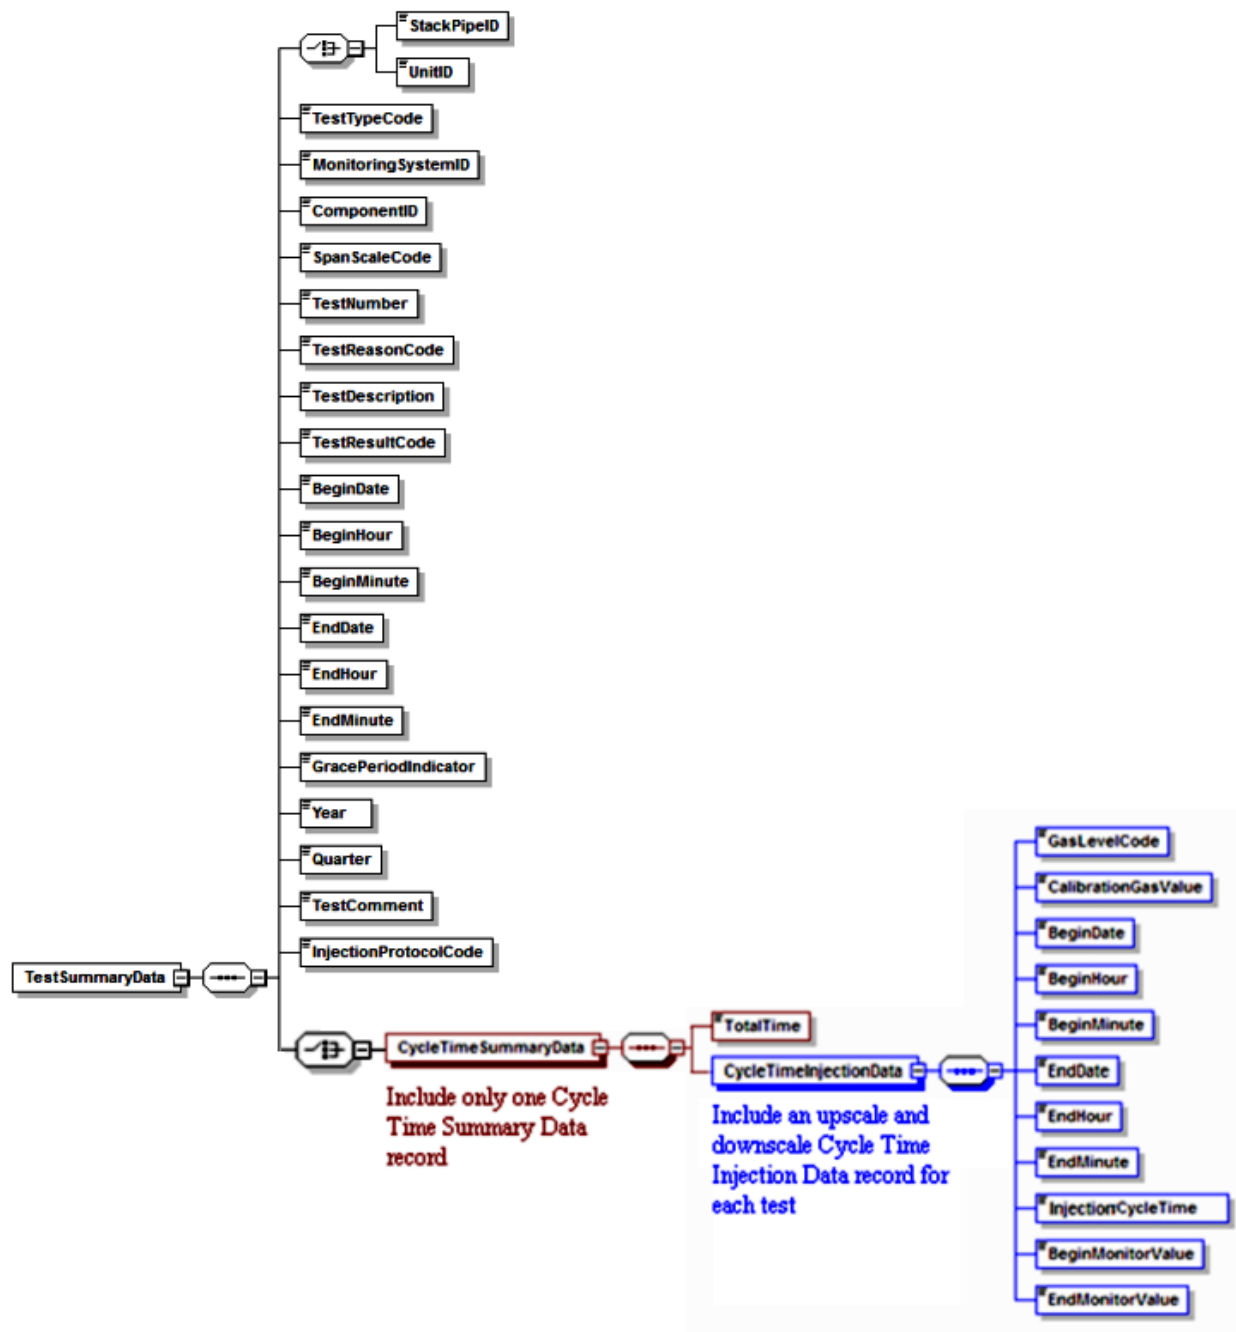 StackPipeID
UnitID
TestTypeCode
MonitoringSystemID
ComponentID
SpanScaleCode
TestNumber
TestReasonCode
TestDescription
TestResultCode
BeginDate
BeginHour
BeginMinute
EndDate
EndHour
EndMinute
GracePeriodIndicator
Year
Quarter
TestComment
InjectionProtocolCode
TestSummaryData
CycleTimeSummaryData
Include only one Cycle
Time Summary Data
record
TotalTime
CycleTimeInjectionData
Include an upscale and
downscale Cycle Time
Injection Data record for
each test
GasLevelCode
CalibrationGasValue
BeginDate
BeginHour
BeginMinute
EndDate
EndHour
EndMinute
InjectionCycleTime
BeginMonitorValue
EndMonitorValue